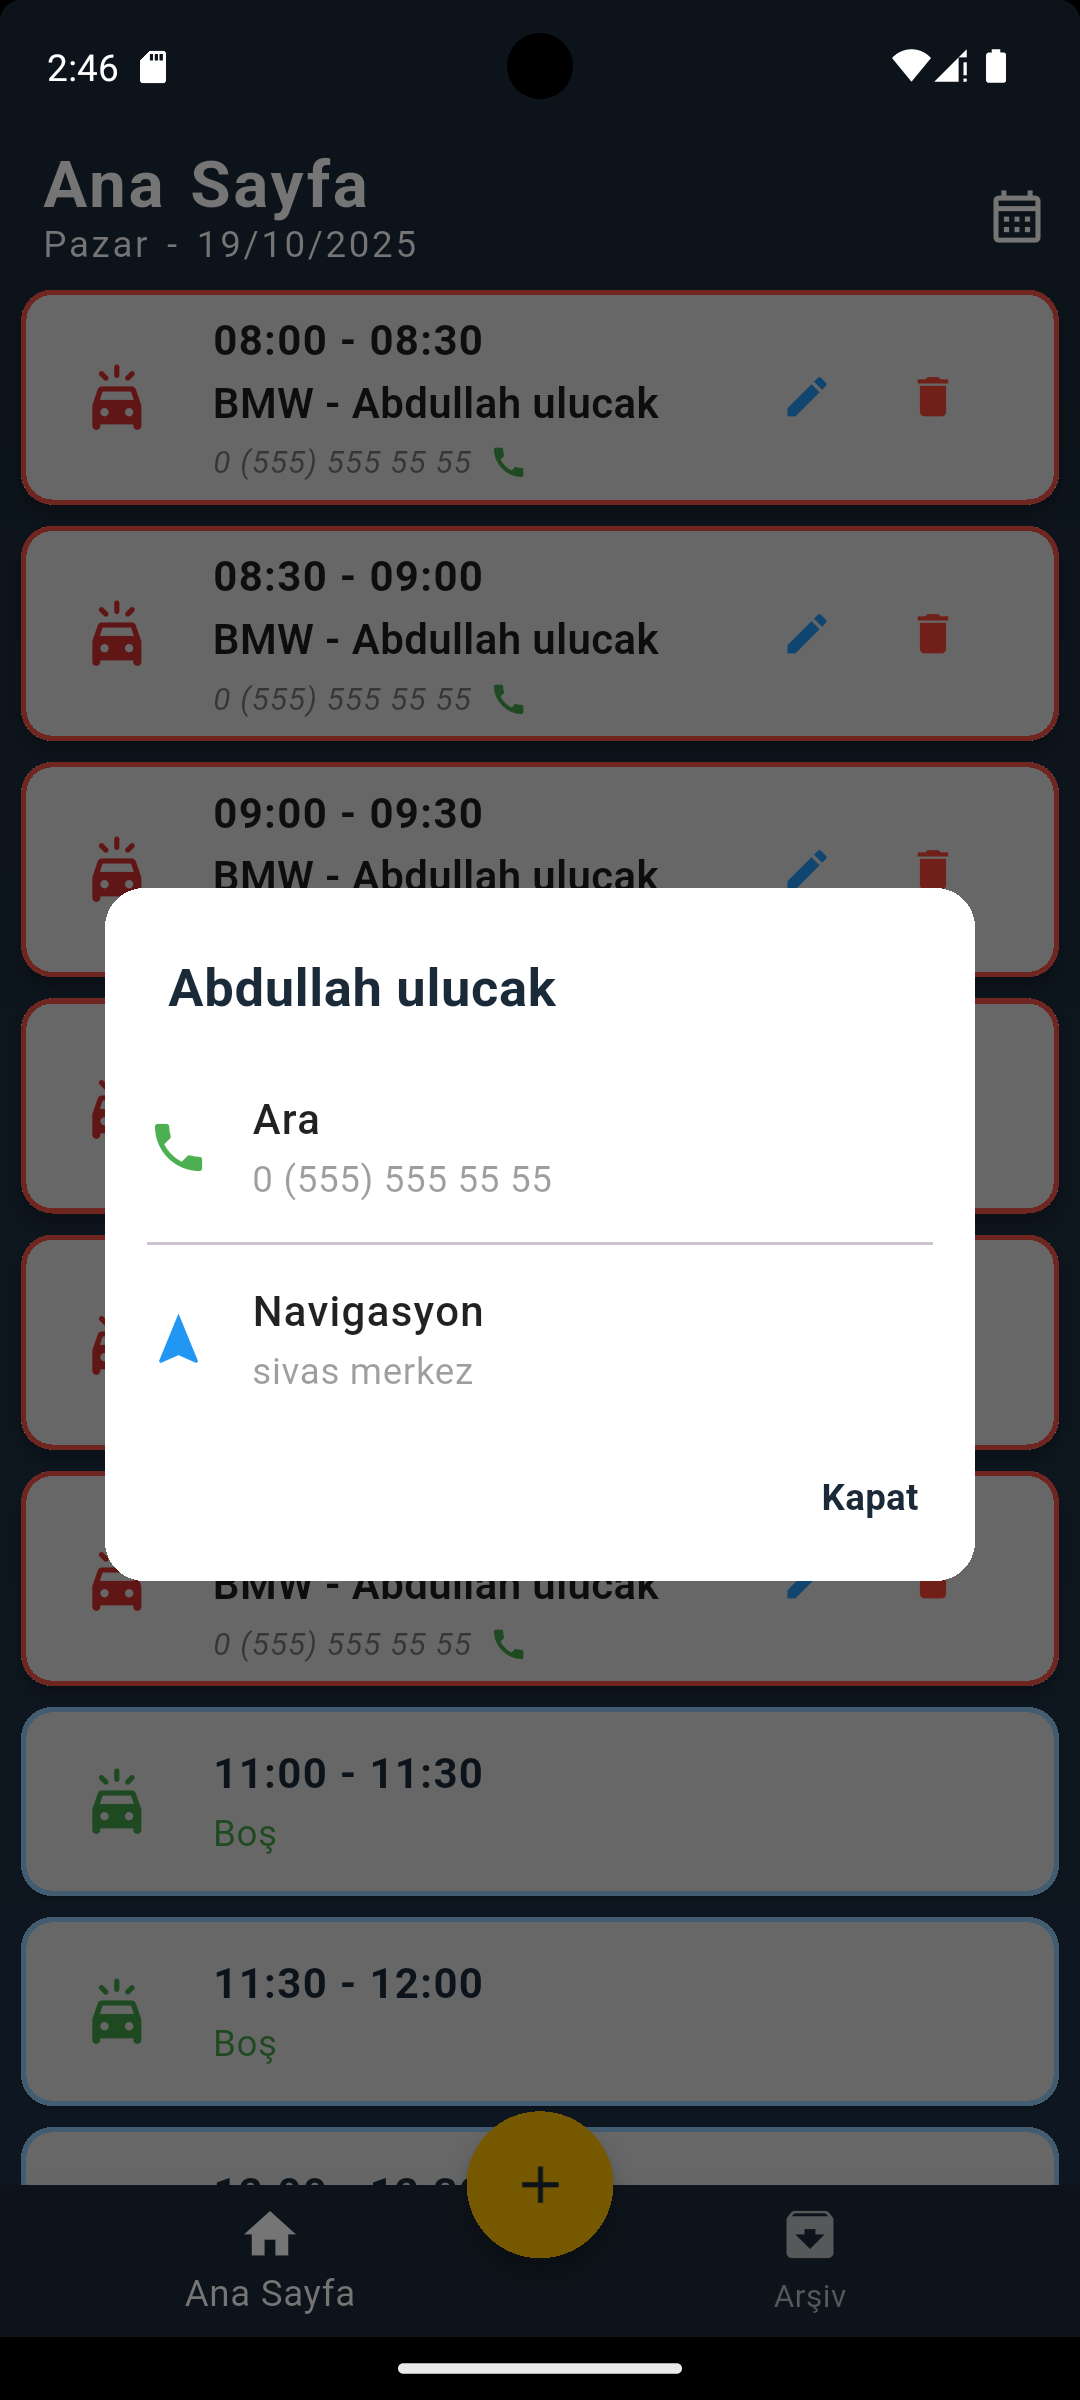 2:46
Ana Sayfa
Pazar - 19/10/2025
08:00 - 08:30
BMW - Abdullah ulucak
0 (555) 555 55 55
08:30 - 09:00
BMW - Abdullah ulucak
0 (555) 555 55 55
09:00 - 09:30
BMW - Abdullah ulucak
Abdullah ulucak
Ara
0 (555) 555 55 55
Navigasyon
sivas merkez
Kapat
BMW - Abdullah ulucak
0 (555) 555 55 55
11:00 - 11:30
Boş
11:30 - 12:00
Boş
Ana Sayfa
Arşiv